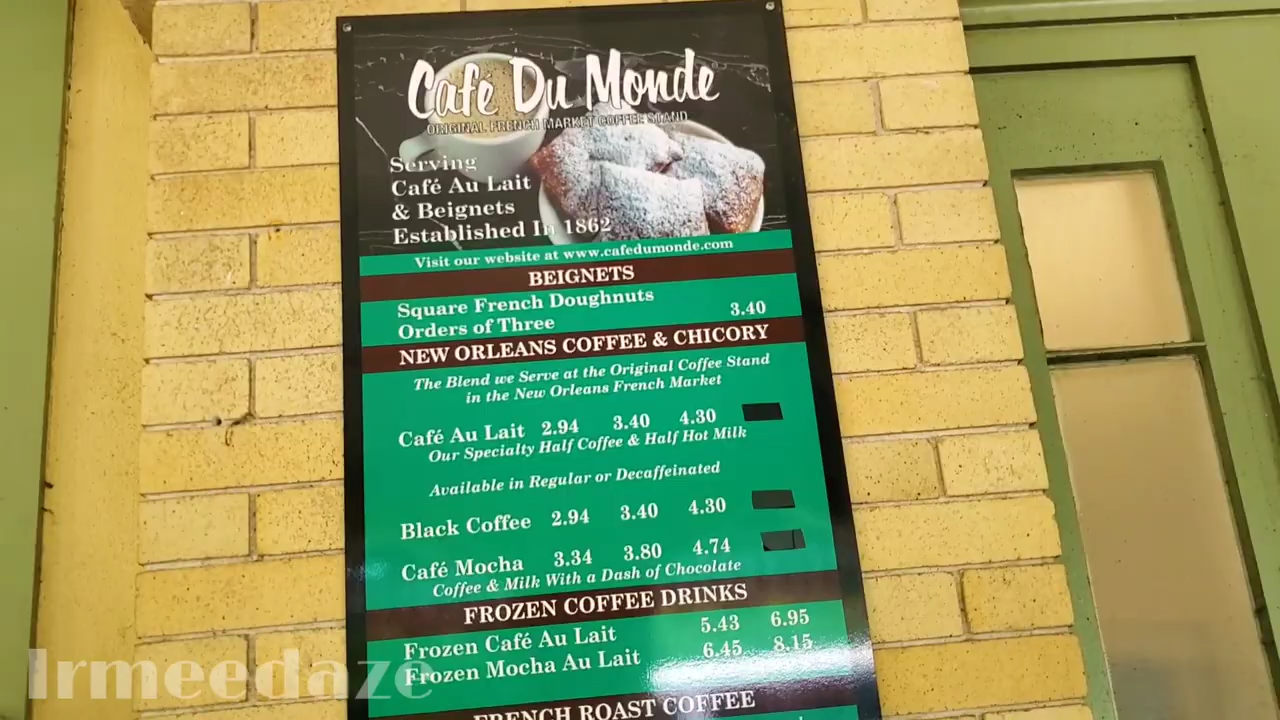 Café Du Monde
ORIGINAL FRENCH MARKET COFFEE STAND
Serving
Café Au Lait
& Beignets
Established In 1862
Visit our website at www.cafedumonde.com
BEIGNETS
Square French Doughnuts
Orders of Three 3.40
NEW ORLEANS COFFEE & CHICORY
The Blend we Serve at the Original Coffee Stand
in the New Orleans French Market
Café Au Lait 2.94 3.40 4.30
Our Specialty Half Coffee & Half Hot Milk
Available in Regular or Decaffeinated
Black Coffee 2.94 3.40 4.30
Café Mocha 3.34 3.80 4.74
Coffee & Milk With a Dash of Chocolate
FROZEN COFFEE DRINKS
Frozen Café Au Lait 5.43 6.95
Frozen Mocha Au Lait 6.45 8.15
FRENCH ROAST COFFEE
Irmeedaze